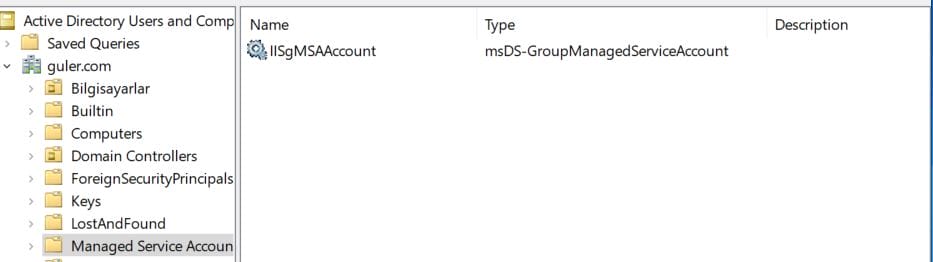 Active Directory Users and Comp
Saved Queries
guler.com
Bilgisayarlar
Builtin
Computers
Domain Controllers
ForeignSecurityPrincipals
Keys
LostAndFound
Managed Service Accoun
Name Type Description
IISgMSAAccount msDS-GroupManagedServiceAccount